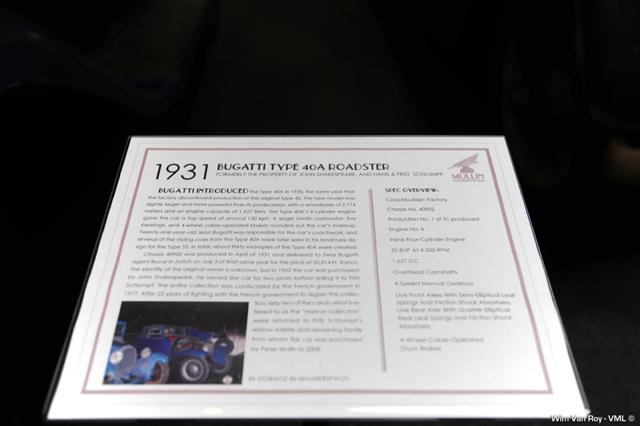 1931 BUGATTI TYPE 40A ROADSTER
FORMERLY THE PROPERTY OF JOHN SHAKESPEARE, AND HANS & FRITZ SCHLUMPF
MULLIN
BUGATTI INTRODUCED the Type 40A in 1930, the same year that
the factory discontinued production of the original Type 40. The new model was
slightly larger and more powerful than its predecessor, with a wheelbase of 2,714
meters and an engine capacity of 1,627 liters. The Type 40A's 4-cylinder engine
gave the car a top speed of around 130 kph. A single Zenith carburetor, five
bearings, and 4 wheel cable-operated brakes rounded out the car's makeup.
Twenty-one-year-old Jean Bugatti was responsible for the car's coachwork, and
several of the styling cues from the Type 40A were later seen in his landmark de-
sign for the Type 55. In total, about thirty examples of the Type 40A were created.
Chassis 40902 was produced in April of 1931 and delivered to Swiss Bugatti
agent Bucar in Zurich on July 3 of that same year for the price of 35,814 Fr. francs.
The identity of the original owner is unknown, but in 1962 the car was purchased
by John Shakespeare. He owned the car for two years before selling it to Fritz
Schlumpf. The entire collection was confiscated by the french government in
1977. After 22 years of fighting with the french government to regain the collec-
tion, sixty-two of the cars in what is re-
ferred to as the "reserve collection"
were returned to Fritz Schlumpf's
widow Arlette and remaining family
from whom this car was purchased
by Peter Mullin in 2008.
IN STORAGE IN MALMERSPACH
SPEC OVERVIEW:
Coachbuilder: Factory
Chassis No. 40902
Production No. 1 of 31 produced
Engine No. 4
Inline Four-Cylinder Engine
50 BHP At 4,500 RPM
1,627 CC
Overhead Camshafts
4-Speed Manual Gearbox
Live Front Axles With Semi-Elliptical Leaf
Springs And Friction Shock Absorbers,
Live Rear Axle With Quarter-Elliptical
Rear Leaf Springs and Friction Shock
Absorbers
4-Wheel Cable-Operated
Drum Brakes
Wim Van Roy - VML ©